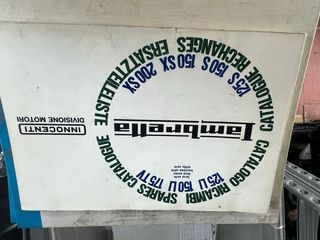 CATALOGO RICAMBI SPARES CATALOGUE
CATALOGUE RECHANGES ERSATZTEILELISTE
125 LI 150 LI 175 TV
lambretta
125 S 150 S 150 SX 200 SX
INNOCENTI
DIVISIONE MOTORI